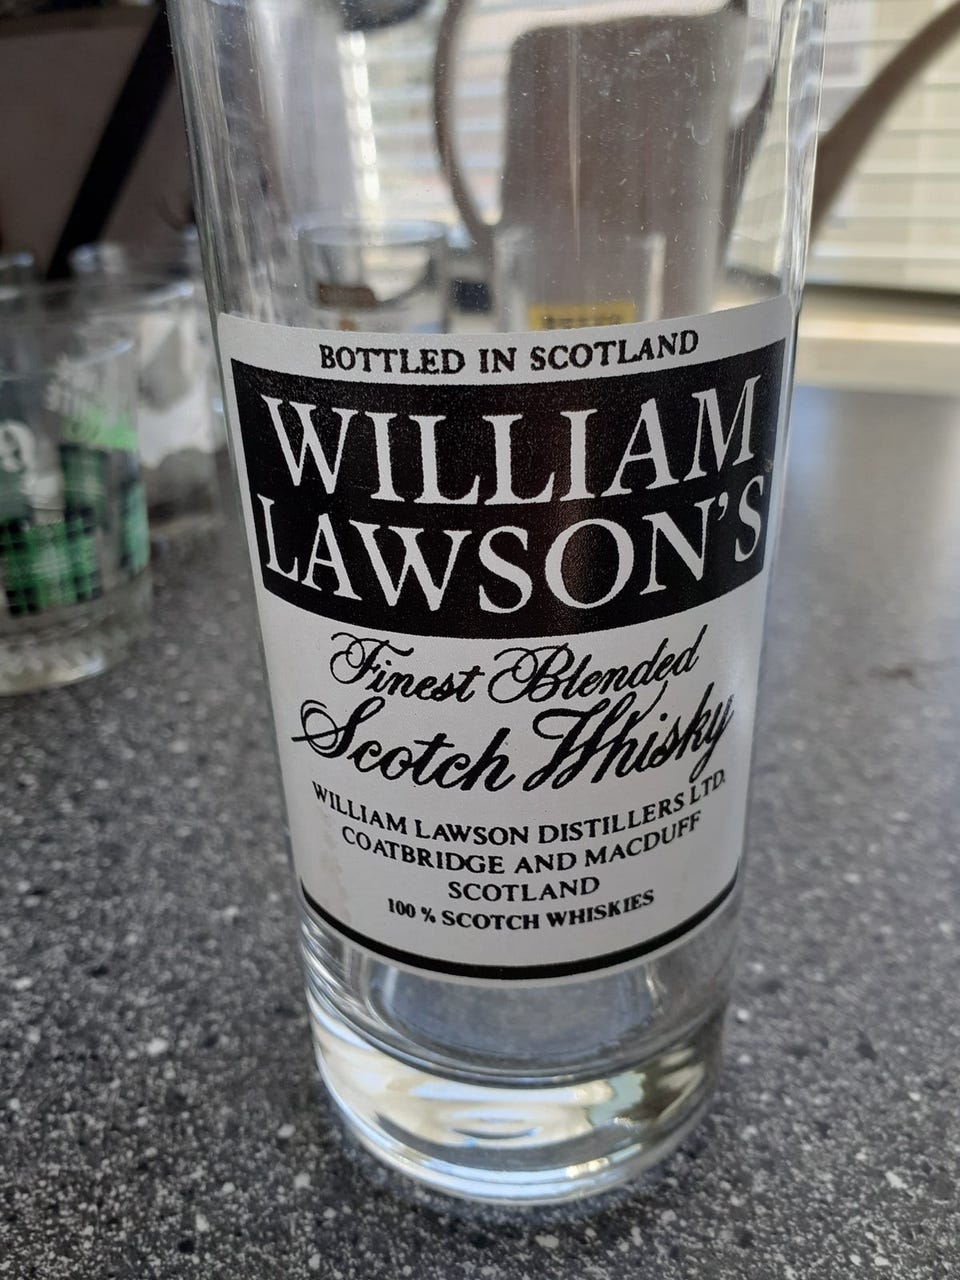 BOTTLED IN SCOTLAND
WILLIAM
LAWSON'S
Finest Blended
Scotch Whisky
WILLIAM LAWSON DISTILLERS LTD.
COATBRIDGE AND MACDUFF
SCOTLAND
100 % SCOTCH WHISKIES